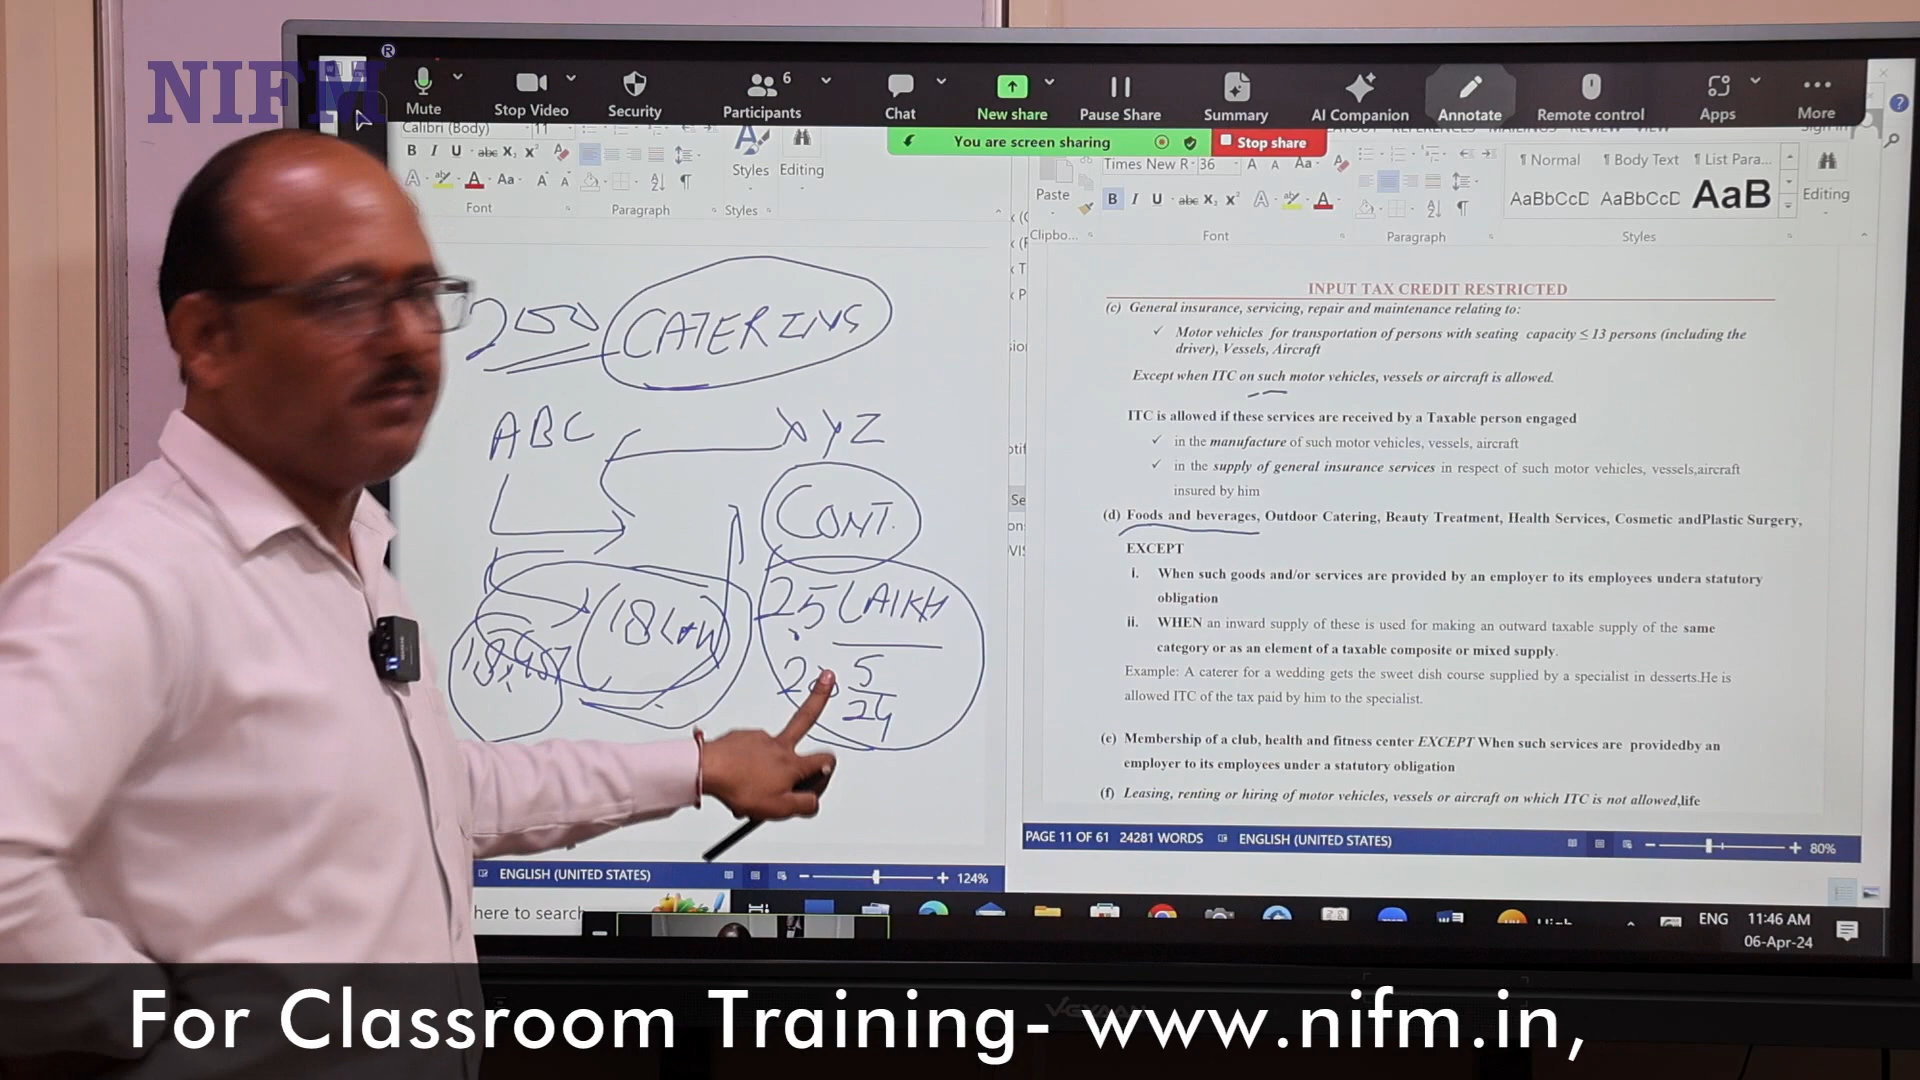 NIFM®
Mute
Stop Video
Security
Participants
6
Chat
New share
Pause Share
Summary
AI Companion
Annotate
Remote control
Apps
More
You are screen sharing
Stop share
Calibri (Body)
11
Styles
Editing
Font
Paragraph
Styles
Times New R
36
Paste
Clipbo...
Font
Paragraph
¶ Normal
¶ Body Text
¶ List Para...
AaBbCcD
AaBbCcD
AaB
Editing
Styles
200
CATERING
ABC
XYZ
CONT.
18 Lakh
25 LAIKH
20
5
24
INPUT TAX CREDIT RESTRICTED
(c) General insurance, servicing, repair and maintenance relating to:
✓ Motor vehicles for transportation of persons with seating capacity ≤ 13 persons (including the
driver), Vessels, Aircraft
Except when ITC on such motor vehicles, vessels or aircraft is allowed.
ITC is allowed if these services are received by a Taxable person engaged
✓ in the manufacture of such motor vehicles, vessels, aircraft
✓ in the supply of general insurance services in respect of such motor vehicles, vessels,aircraft
insured by him
(d) Foods and beverages, Outdoor Catering, Beauty Treatment, Health Services, Cosmetic andPlastic Surgery,
EXCEPT
i. When such goods and/or services are provided by an employer to its employees undera statutory
obligation
ii. WHEN an inward supply of these is used for making an outward taxable supply of the same
category or as an element of a taxable composite or mixed supply.
Example: A caterer for a wedding gets the sweet dish course supplied by a specialist in desserts.He is
allowed ITC of the tax paid by him to the specialist.
(e) Membership of a club, health and fitness center EXCEPT When such services are providedby an
employer to its employees under a statutory obligation
(f) Leasing, renting or hiring of motor vehicles, vessels or aircraft on which ITC is not allowed,life
PAGE 11 OF 61 24281 WORDS ENGLISH (UNITED STATES)
80%
ENGLISH (UNITED STATES)
124%
here to search
ENG
11:46 AM
06-Apr-24
For Classroom Training- www.nifm.in,